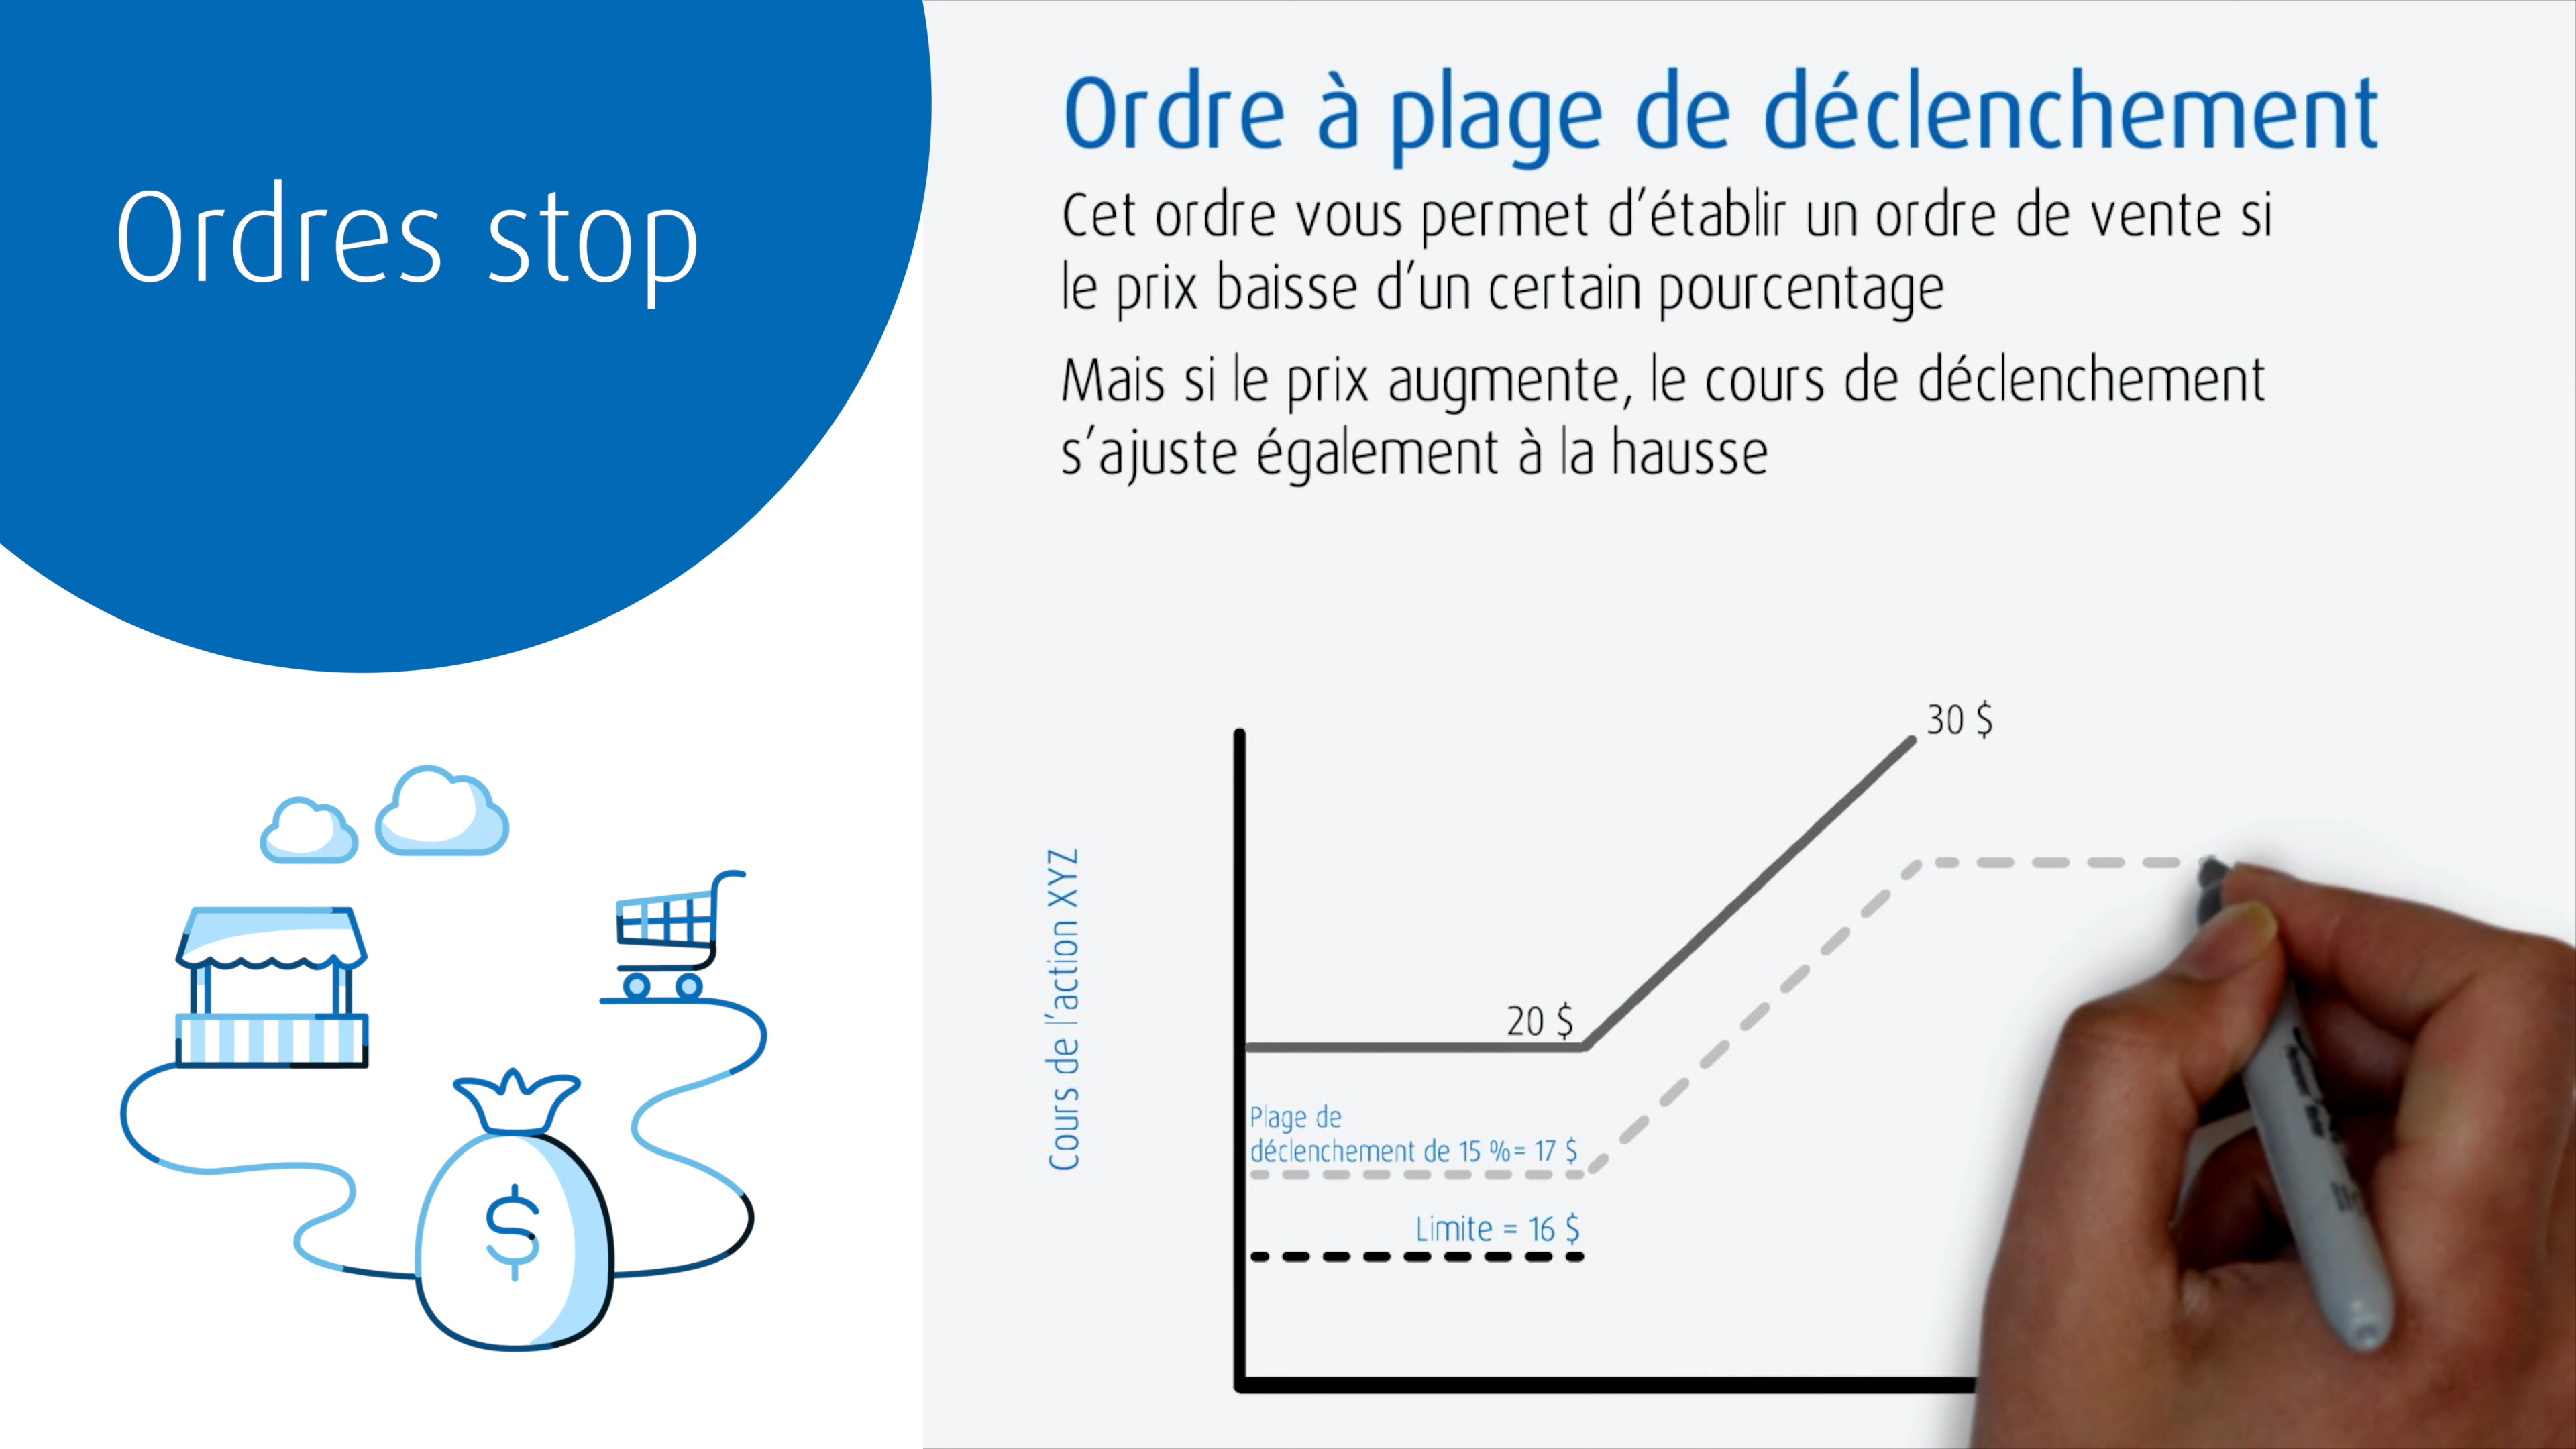 Ordres stop
Ordre à plage de déclenchement
Cet ordre vous permet d'établir un ordre de vente si
le prix baisse d'un certain pourcentage
Mais si le prix augmente, le cours de déclenchement
s'ajuste également à la hausse
30 $
20 $
Cours de l'action XYZ
Plage de
déclenchement de 15 %= 17 $
Limite = 16 $
$